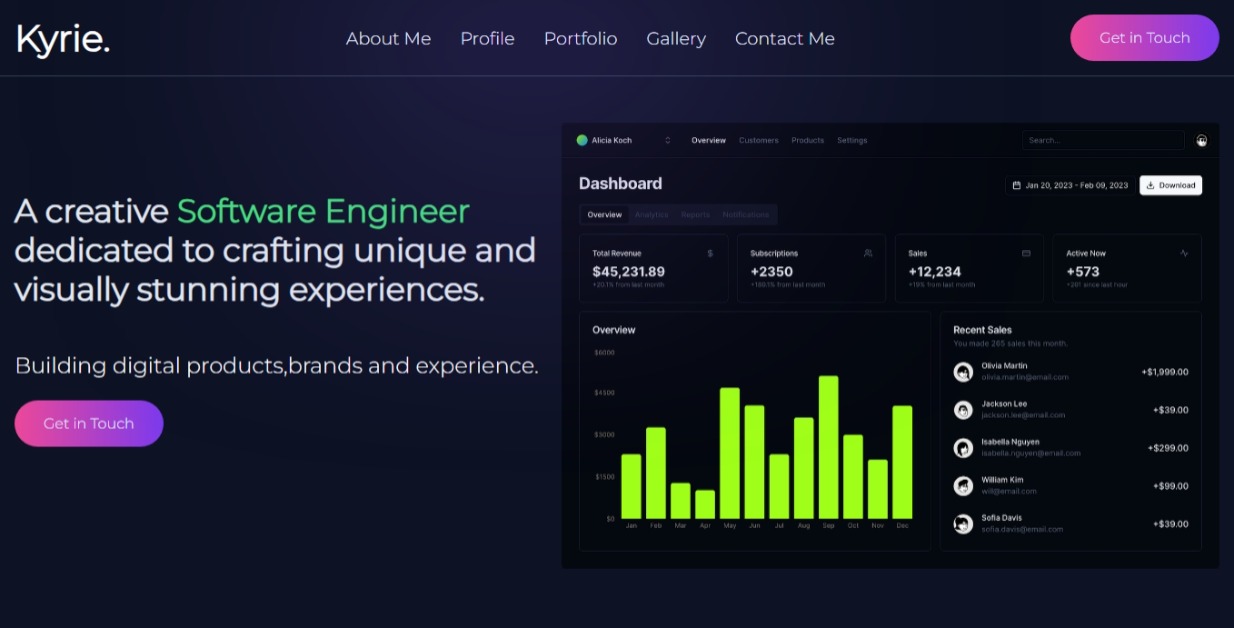 Kyrie.
About Me Profile Portfolio Gallery Contact Me
Get in Touch
A creative Software Engineer
dedicated to crafting unique and
visually stunning experiences.
Building digital products,brands and experience.
Get in Touch
Alicia Koch
Overview Customers Products Settings
Search...
Dashboard
Jan 20, 2023 - Feb 09, 2023
Download
Overview Analytics Reports Notifications
Total Revenue
$
$45,231.89
+20.1% from last month
Subscriptions
+2350
+180.1% from last month
Sales
+12,234
+19% from last month
Active Now
+573
+201 since last hour
Overview
$6000
$4500
$3000
$1500
$0
Jan Feb Mar Apr May Jun Jul Aug Sep Oct Nov Dec
Recent Sales
You made 265 sales this month.
Olivia Martin
olivia.martin@email.com
+$1,999.00
Jackson Lee
jackson.lee@email.com
+$39.00
Isabella Nguyen
isabella.nguyen@email.com
+$299.00
William Kim
will@email.com
+$99.00
Sofia Davis
sofia.davis@email.com
+$39.00